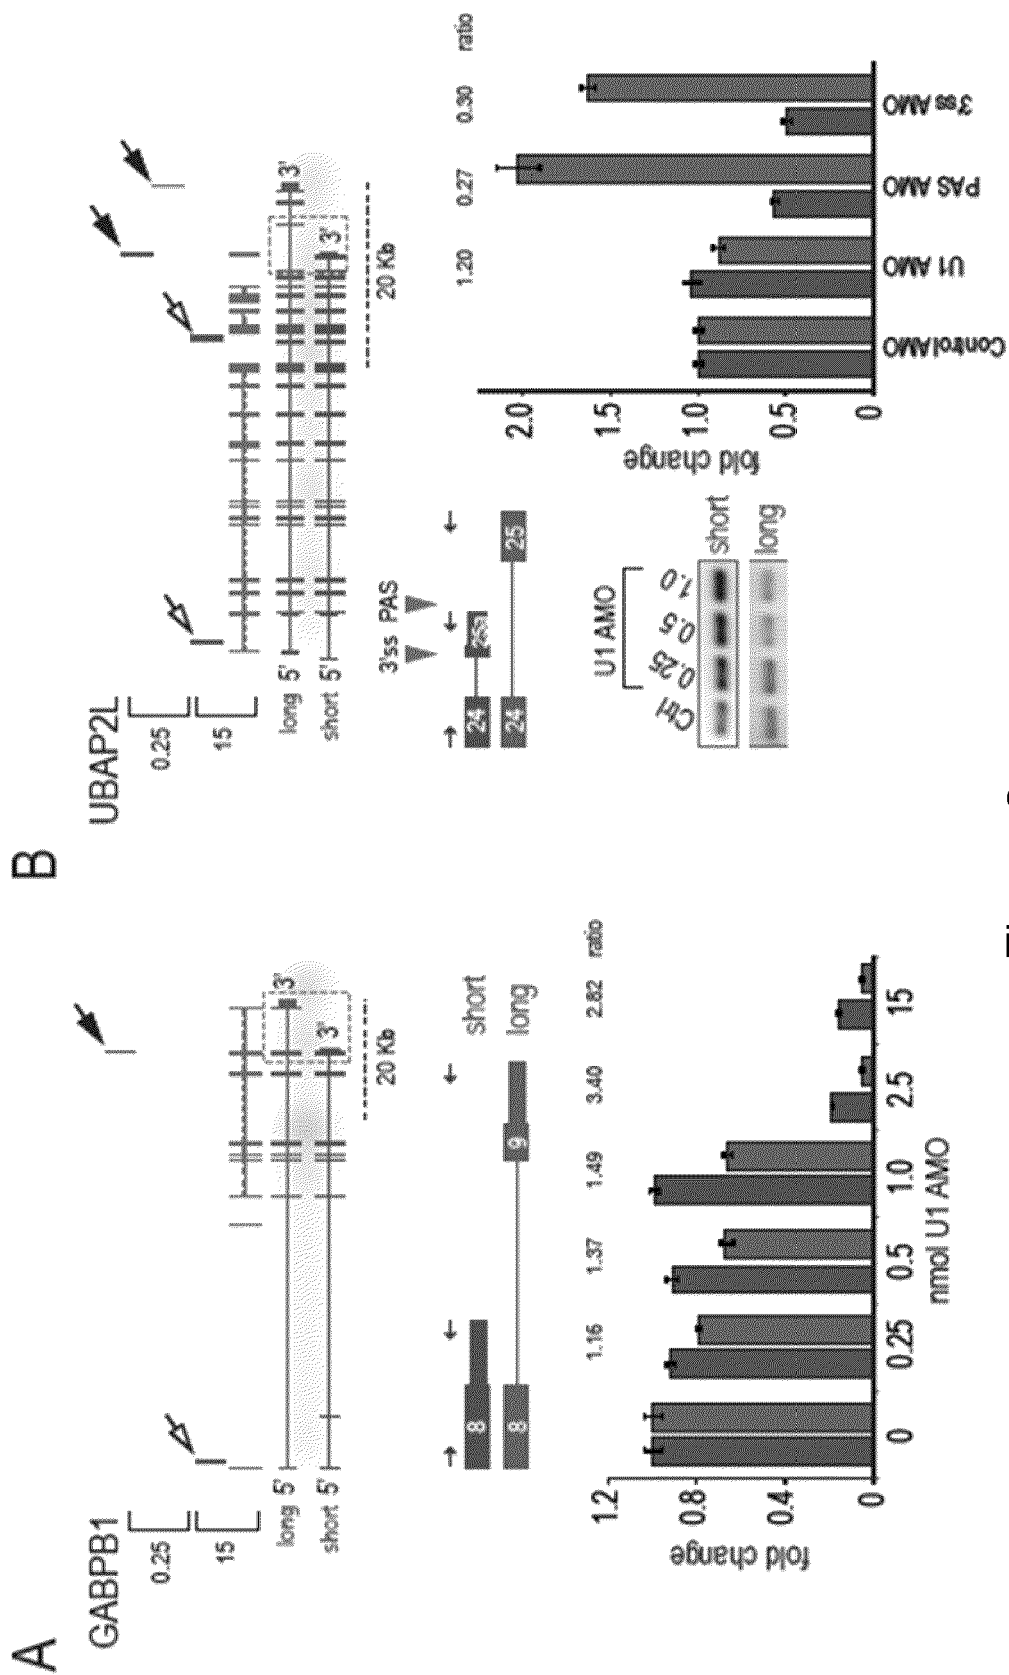 A
GABPB1
0.25
15
long 5' 3'
short 5' 3'
20 Kb
8 short
8 9 long
ratio
1.16 1.37 1.49 3.40 2.82
fold change
1.2
0.8
0.4
0
0 0.25 0.5 1.0 2.5 15
nmol U1 AMO
B
UBAP2L
0.25
15
long 5' 3'
short 5' 3'
20 Kb
3'ss PAS
24
24 25
U1 AMO
Ctrl 0.25 0.5 1.0
short
long
ratio
1.20 0.27 0.30
fold change
2.0
1.5
1.0
0.5
0
Control AMO
U1 AMO
PAS AMO
3'ss AMO